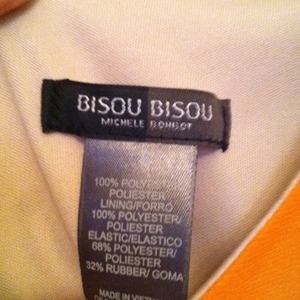 BISOU BISOU
MICHELE BOHBOT
100% POLYESTER/
POLIESTER
LINING/FORRO
100% POLYESTER/
POLIESTER
ELASTIC/ELASTICO
68% POLYESTER/
POLIESTER
32% RUBBER/ GOMA
MADE IN VIETNAM